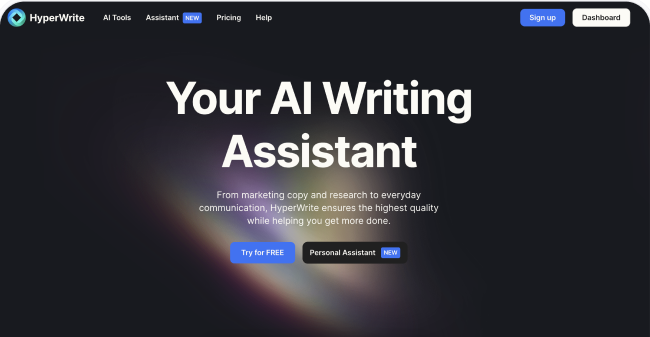 HyperWrite AI Tools Assistant NEW Pricing Help Sign up Dashboard
Your AI Writing
Assistant
From marketing copy and research to everyday
communication, HyperWrite ensures the highest quality
while helping you get more done.
Try for FREE Personal Assistant NEW